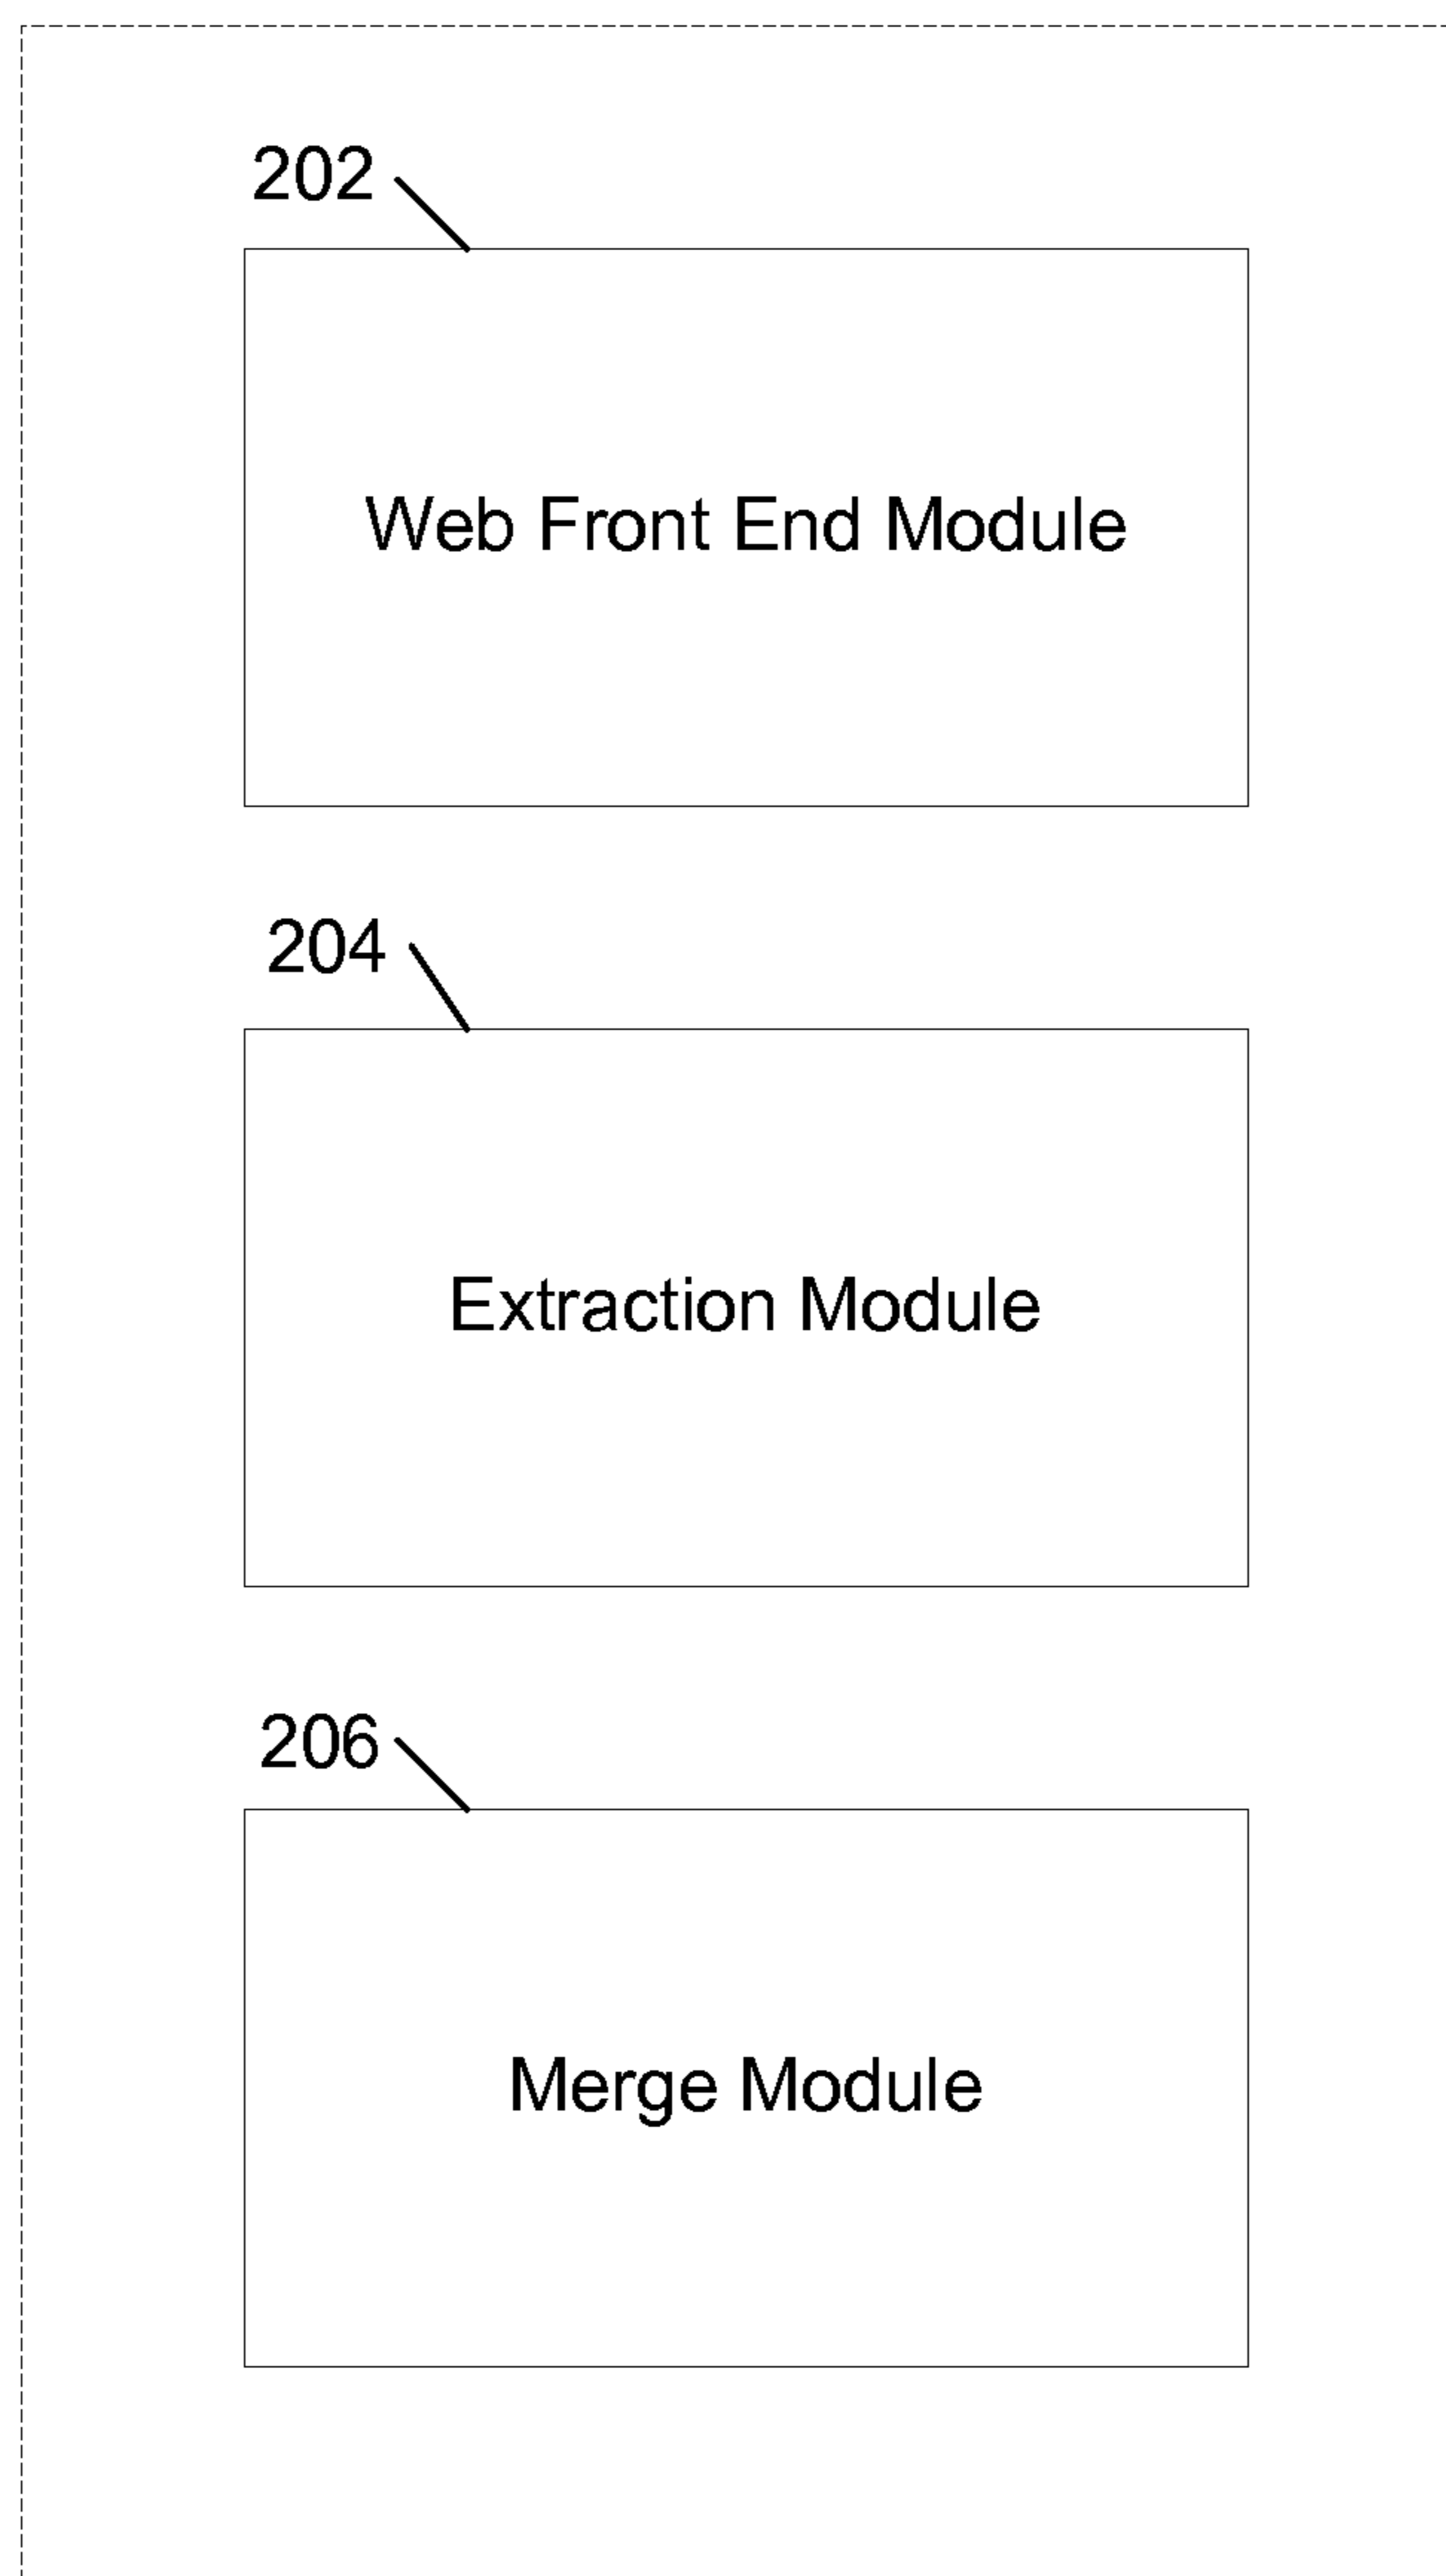 202
Web Front End Module
204
Extraction Module
206
Merge Module